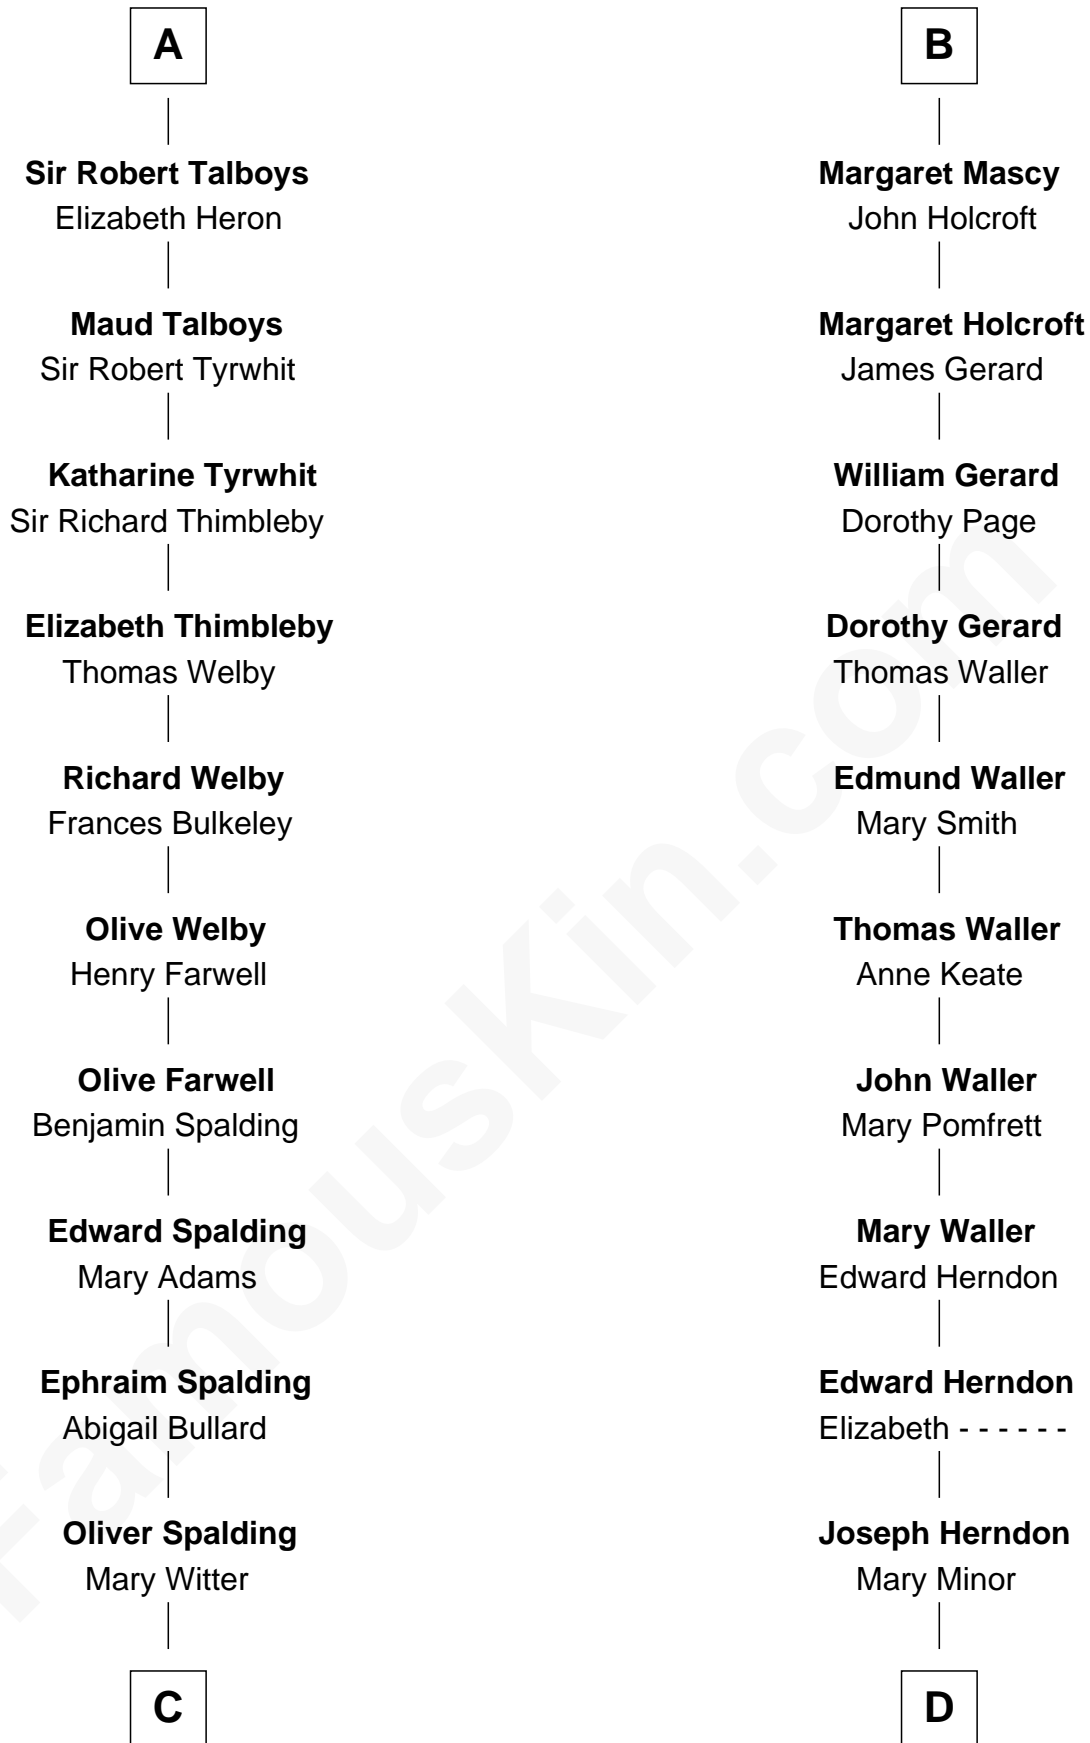 A
Sir Robert Talboys
Elizabeth Heron
Maud Talboys
Sir Robert Tyrwhit
Katharine Tyrwhit
Sir Richard Thimbleby
Elizabeth Thimbleby
Thomas Welby
Richard Welby
Frances Bulkeley
Olive Welby
Henry Farwell
Olive Farwell
Benjamin Spalding
Edward Spalding
Mary Adams
Ephraim Spalding
Abigail Bullard
Oliver Spalding
Mary Witter
C
B
Margaret Mascy
John Holcroft
Margaret Holcroft
James Gerard
William Gerard
Dorothy Page
Dorothy Gerard
Thomas Waller
Edmund Waller
Mary Smith
Thomas Waller
Anne Keate
John Waller
Mary Pomfrett
Mary Waller
Edward Herndon
Edward Herndon
Elizabeth - - - - - -
Joseph Herndon
Mary Minor
D
FamousKin.com